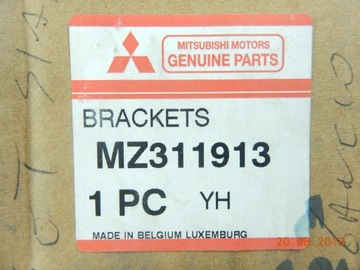 MITSUBISHI MOTORS
GENUINE PARTS
BRACKETS
MZ311913
1 PC YH
MADE IN BELGIUM LUXEMBURG